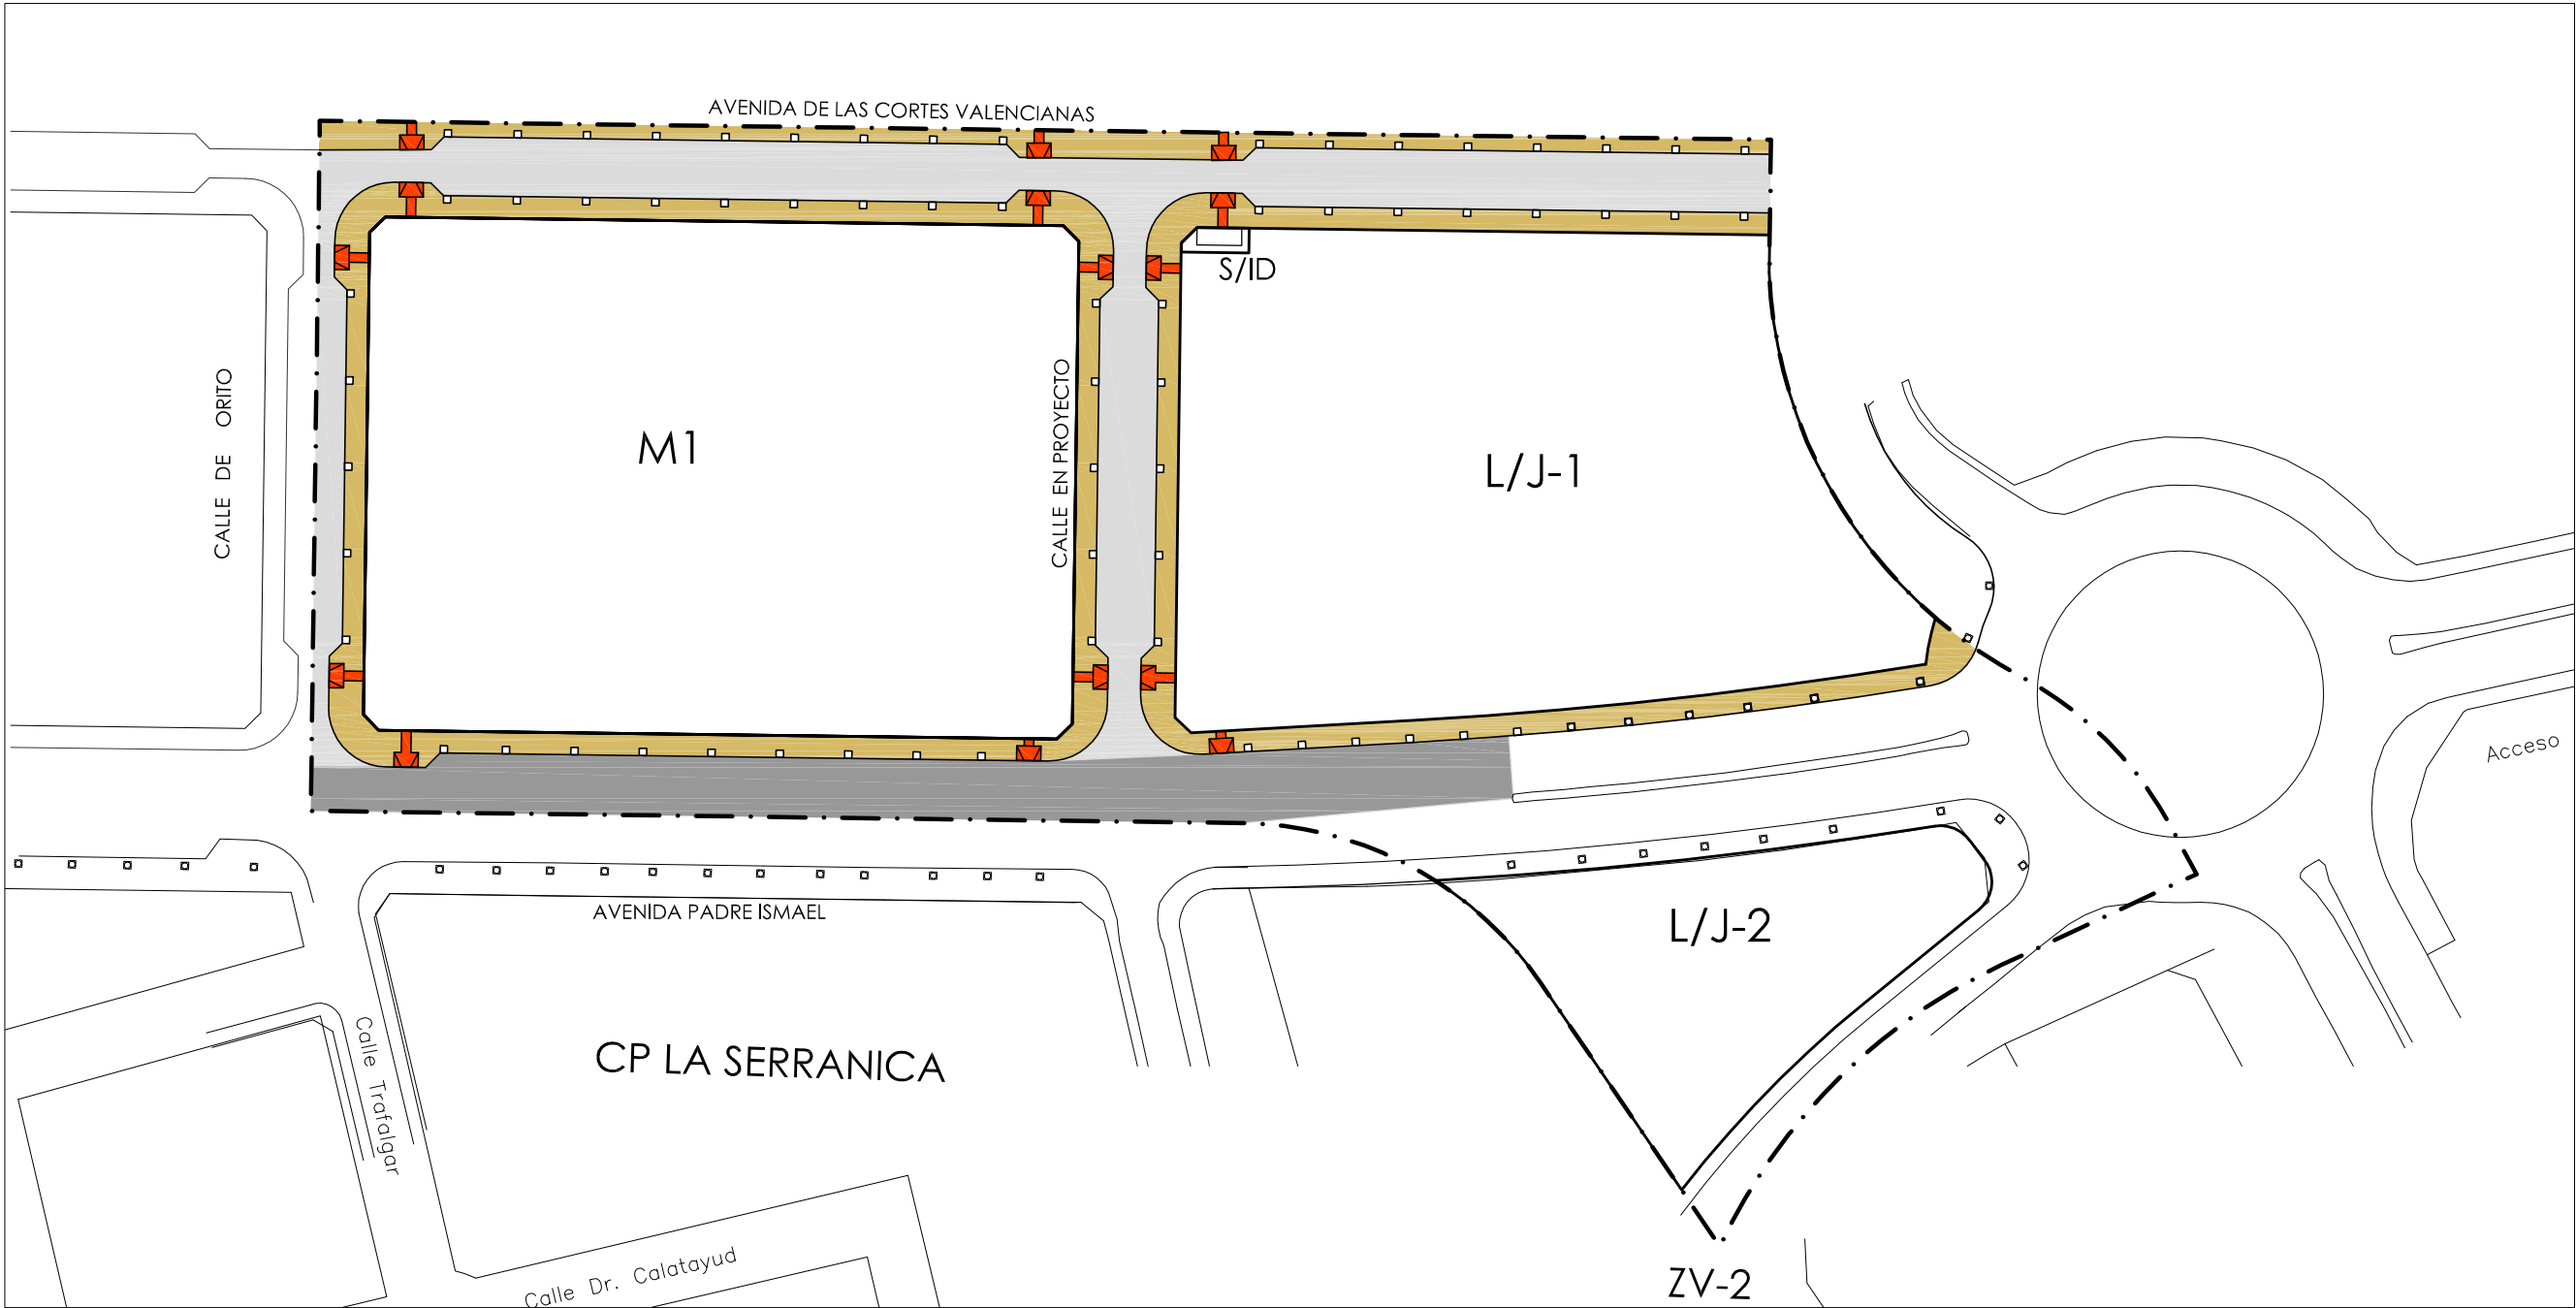 AVENIDA DE LAS CORTES VALENCIANAS
S/ID
CALLE DE ORITO
M1
CALLE EN PROYECTO
L/J-1
Acceso
AVENIDA PADRE ISMAEL
L/J-2
CP LA SERRANICA
Calle Trafalgar
Calle Dr. Calatayud
ZV-2